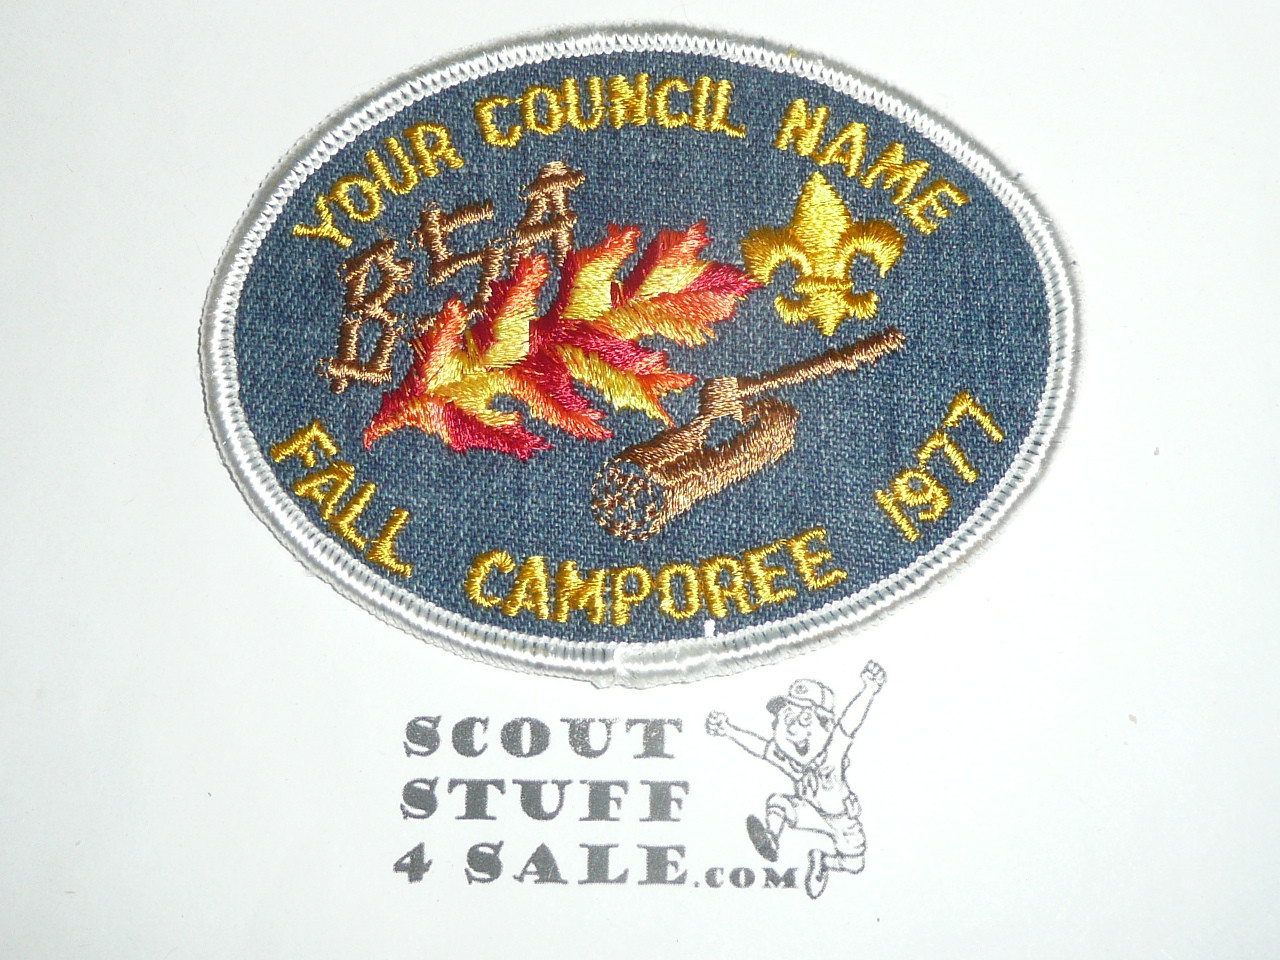 YOUR COUNCIL NAME
BSA
FALL CAMPOREE 1977
SCOUT
STUFF
4 SALE.COM